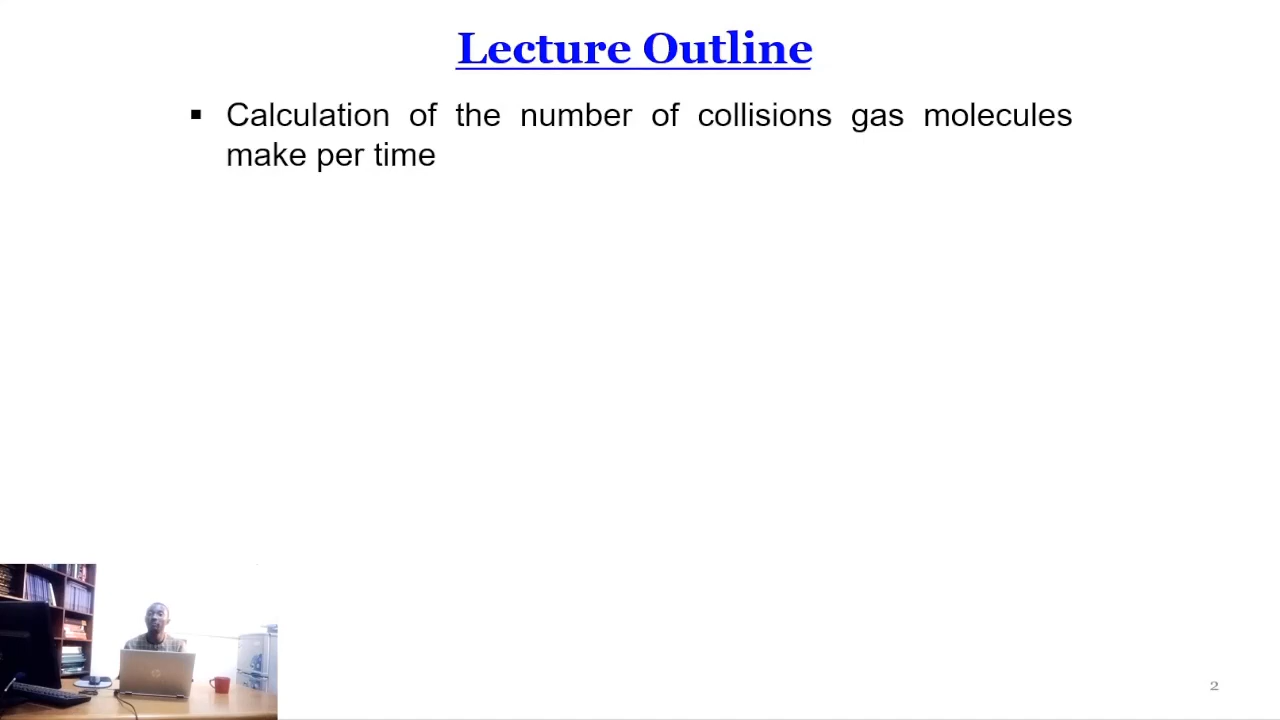 Lecture Outline
▪ Calculation of the number of collisions gas molecules
make per time
2